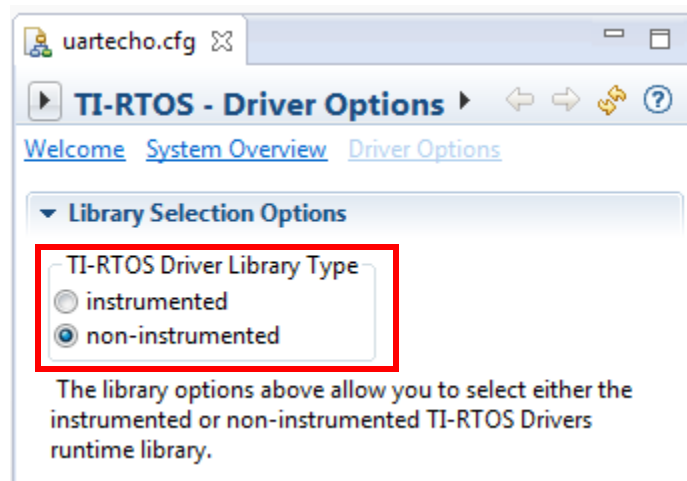 uartecho.cfg
TI-RTOS - Driver Options
Welcome System Overview Driver Options
Library Selection Options
TI-RTOS Driver Library Type
instrumented
non-instrumented
The library options above allow you to select either the
instrumented or non-instrumented TI-RTOS Drivers
runtime library.